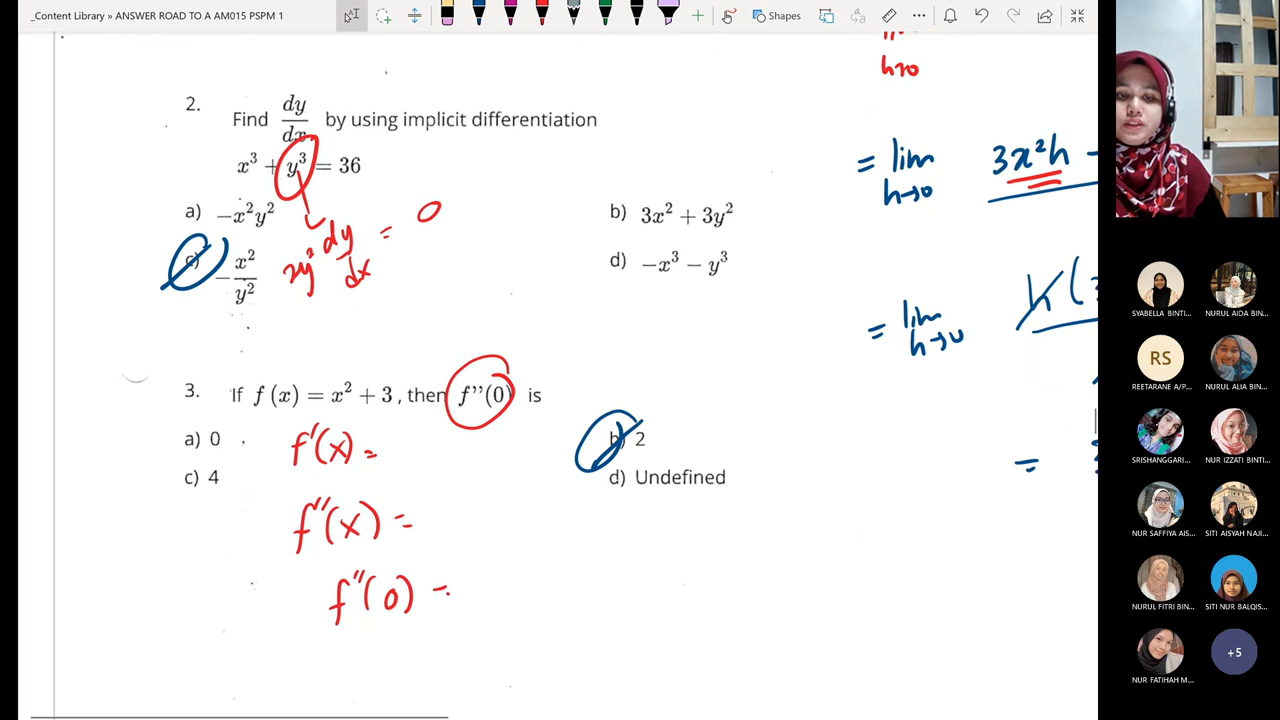 _Content Library » ANSWER ROAD TO A AM015 PSPM 1
Shapes
h→0
2.
Find dy/dx by using implicit differentiation
x³ + y³ = 36
a) −x²y²
b) 3x² + 3y²
c) −x²/y²
d) −x³ − y³
dy/dx = 0
= lim h→0 3x²h −
= lim h→0 h(
=
3. If f (x) = x² + 3 , then f’’(0) is
a) 0
b) 2
c) 4
d) Undefined
f'(x) =
f''(x) =
f''(0) =
SYABELLA BINTI...
NURUL AIDA BIN...
RS
REETARANE A/P...
NURUL ALIA BIN...
SRISHANGGARI...
NUR IZZATI BINTI...
NUR SAFFIYA AIS...
SITI AISYAH NAJI...
NURUL FITRI BIN...
SITI NUR BALQIS...
NUR FATIHAH M...
+5